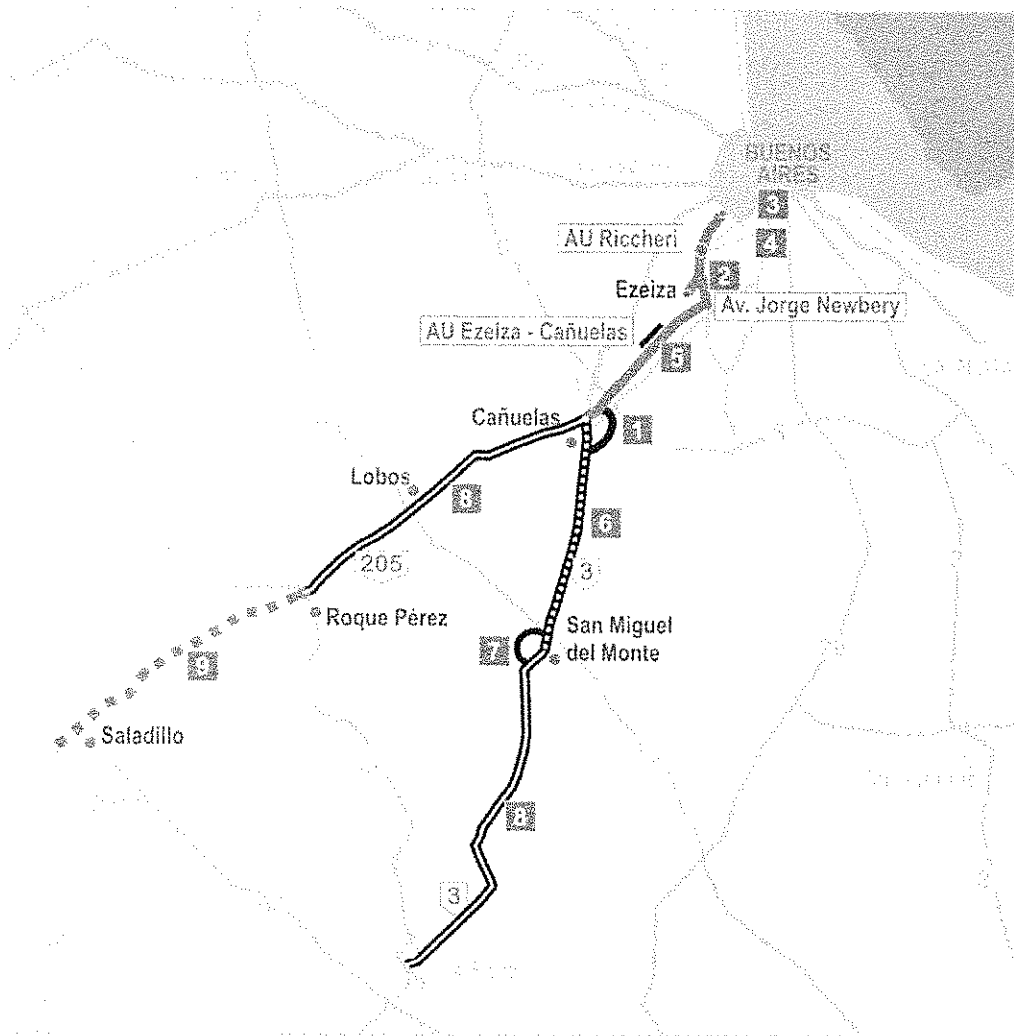 BUENOS
AIRES
3
AU Riccheri
4
Ezeiza
2
Av. Jorge Newbery
AU Ezeiza - Cañuelas
5
Cañuelas
1
Lobos
8
6
205
3
Roque Pérez
San Miguel
del Monte
7
9
Saladillo
8
3